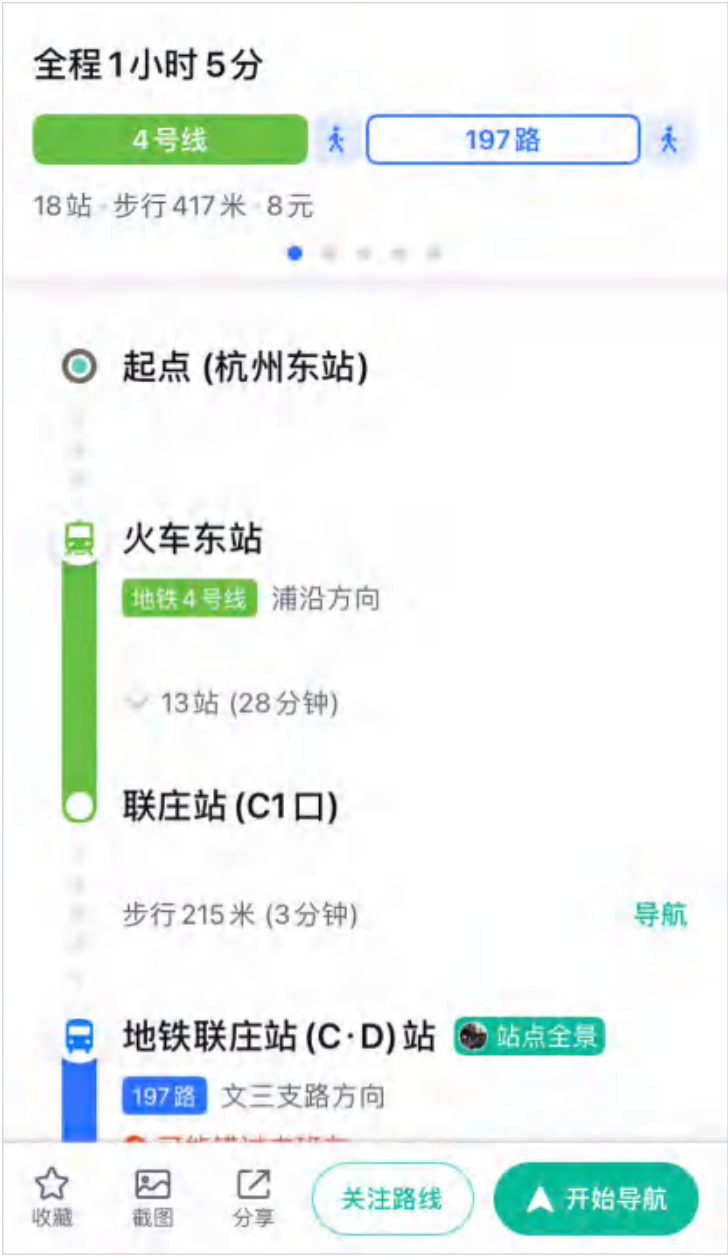 全程1小时5分
4号线 197路
18站·步行417米·8元
起点 (杭州东站)
火车东站
地铁4号线 浦沿方向
13站 (28分钟)
联庄站 (C1口)
步行215米 (3分钟) 导航
地铁联庄站 (C·D) 站 站点全景
197路 文三支路方向
收藏 截图 分享 关注路线 开始导航